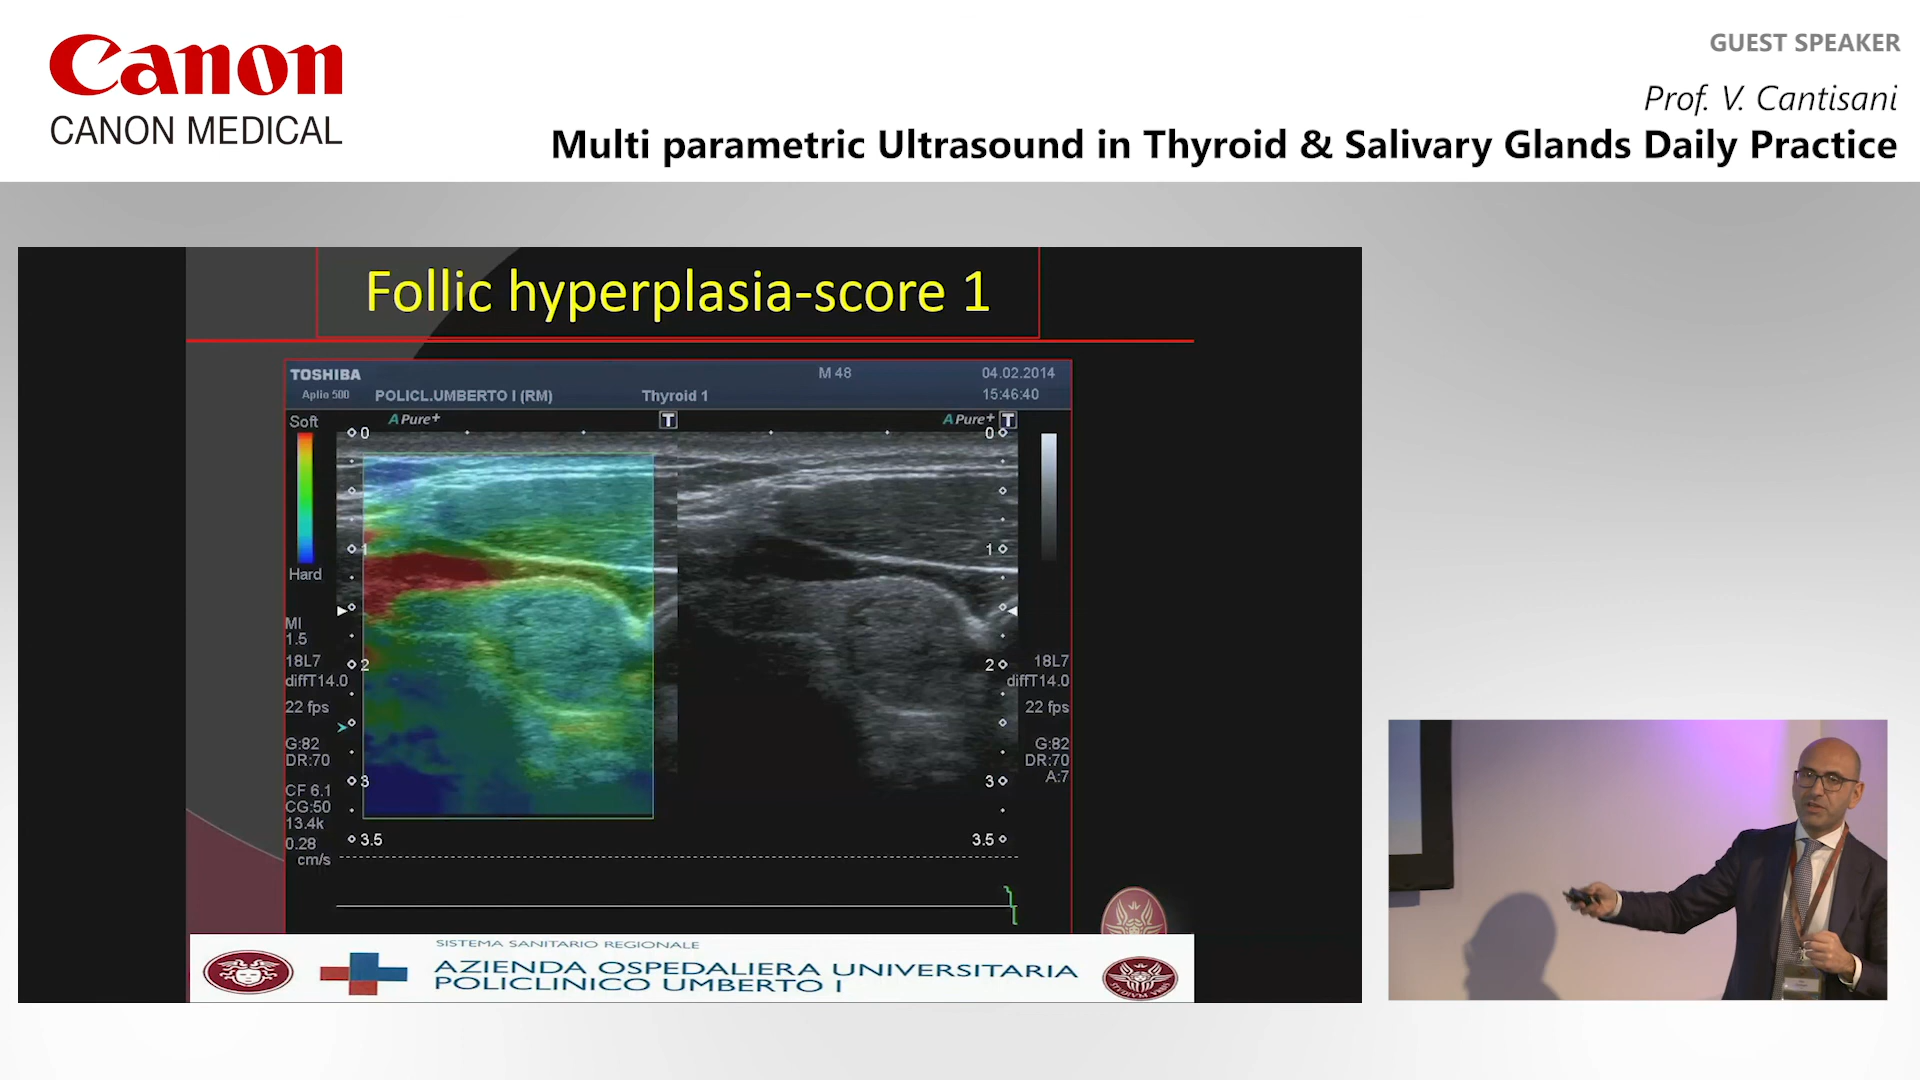 Canon
CANON MEDICAL
GUEST SPEAKER
Prof. V. Cantisani
Multi parametric Ultrasound in Thyroid & Salivary Glands Daily Practice
Follic hyperplasia-score 1
TOSHIBA
Aplio 500
POLICL.UMBERTO I (RM)
Thyroid 1
M 48
04.02.2014
15:46:40
Soft
A Pure+
T
A Pure+
T
0
0
1
1
Hard
MI
1.5
2
2
18L7
diffT14.0
18L7
diffT14.0
22 fps
22 fps
G:82
DR:70
G:82
DR:70
A:7
3
3
CF 6.1
CG:50
13.4k
0.28
cm/s
3.5
3.5
SISTEMA SANITARIO REGIONALE
AZIENDA OSPEDALIERA UNIVERSITARIA
POLICLINICO UMBERTO I
STUDIUM URBIS